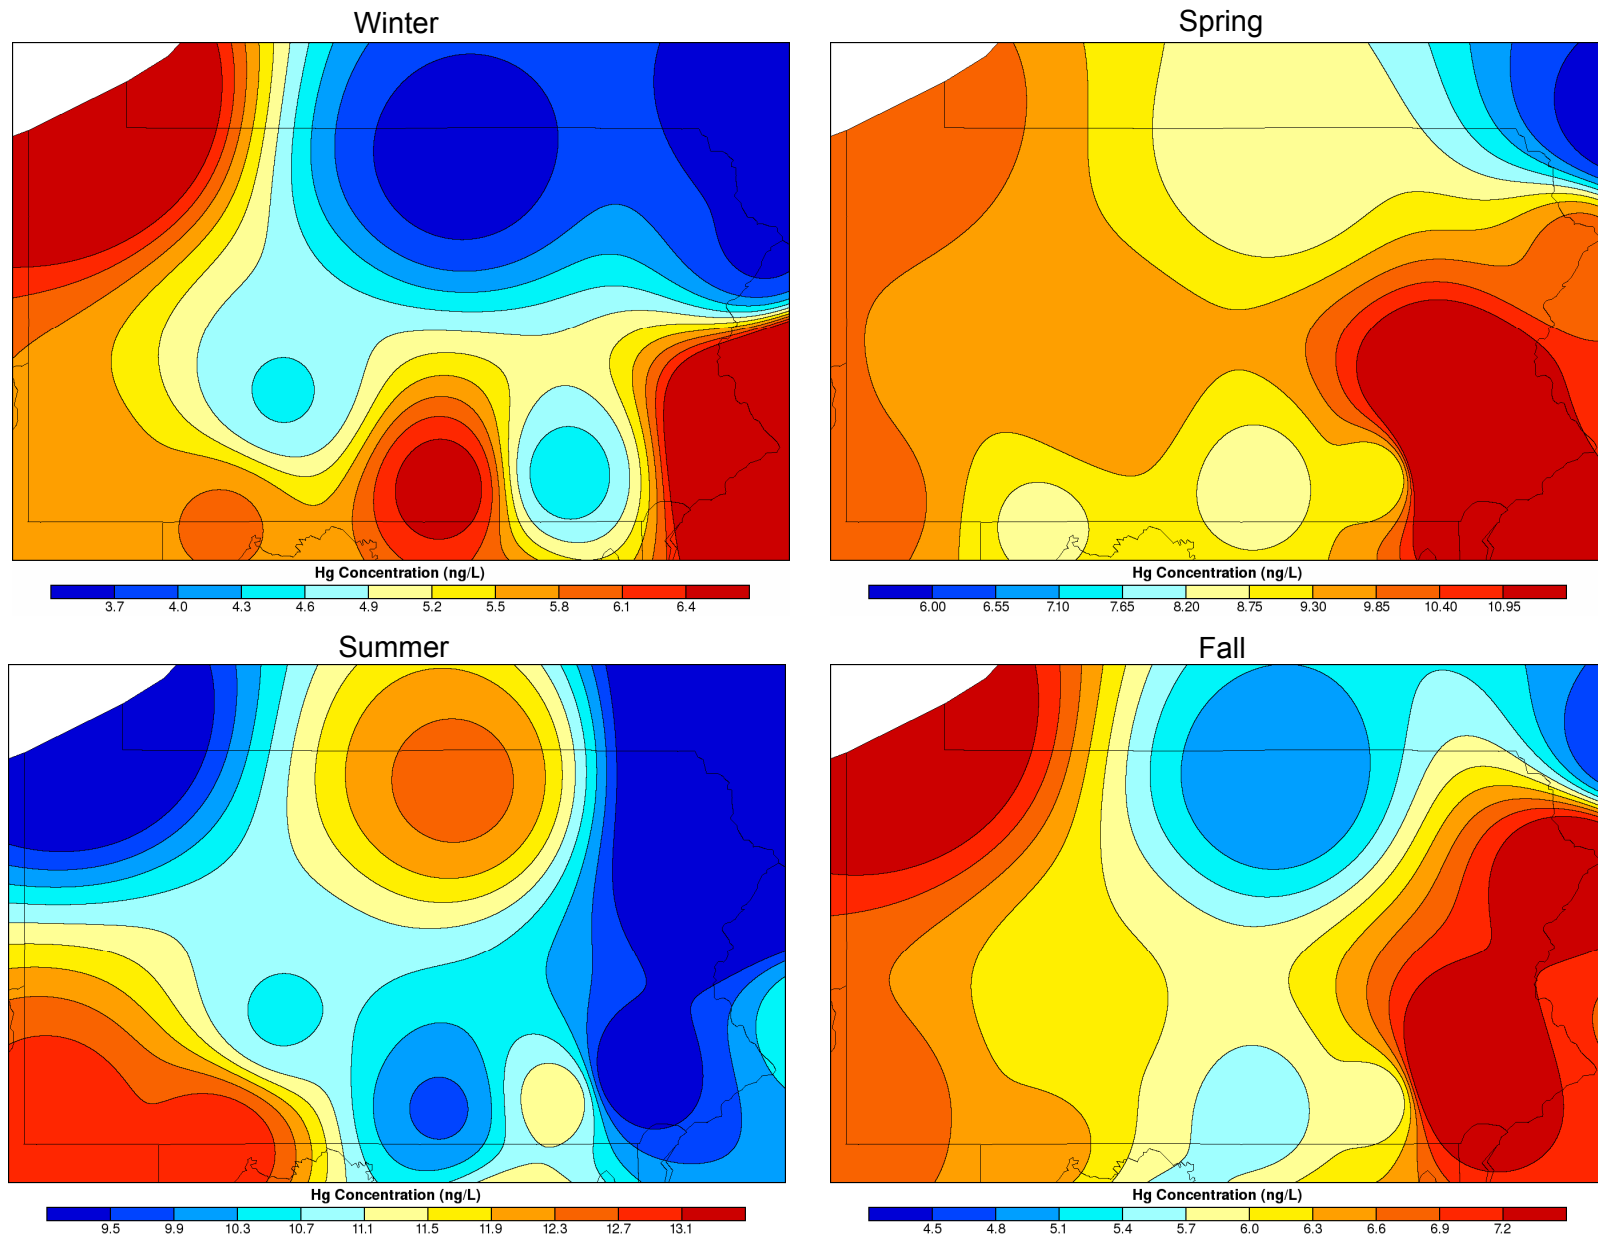 Winter
Spring
Hg Concentration (ng/L)
3.7 4.0 4.3 4.6 4.9 5.2 5.5 5.8 6.1 6.4
Hg Concentration (ng/L)
6.00 6.55 7.10 7.65 8.20 8.75 9.30 9.85 10.40 10.95
Summer
Fall
Hg Concentration (ng/L)
9.5 9.9 10.3 10.7 11.1 11.5 11.9 12.3 12.7 13.1
Hg Concentration (ng/L)
4.5 4.8 5.1 5.4 5.7 6.0 6.3 6.6 6.9 7.2